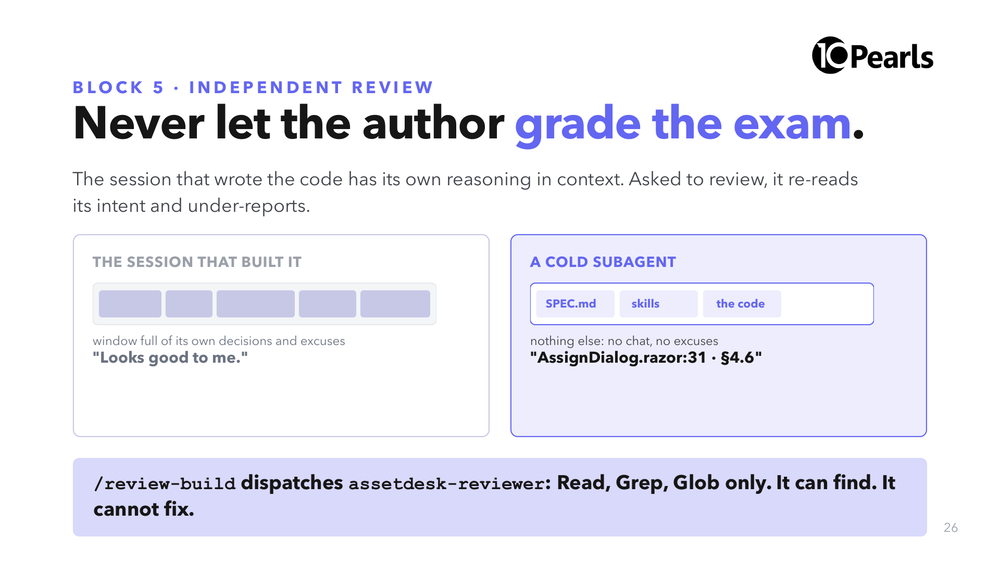 10Pearls
BLOCK 5 · INDEPENDENT REVIEW
Never let the author grade the exam.
The session that wrote the code has its own reasoning in context. Asked to review, it re-reads
its intent and under-reports.
THE SESSION THAT BUILT IT
window full of its own decisions and excuses
"Looks good to me."
A COLD SUBAGENT
SPEC.md skills the code
nothing else: no chat, no excuses
"AssignDialog.razor:31 · §4.6"
/review-build dispatches assetdesk-reviewer: Read, Grep, Glob only. It can find. It
cannot fix.
26